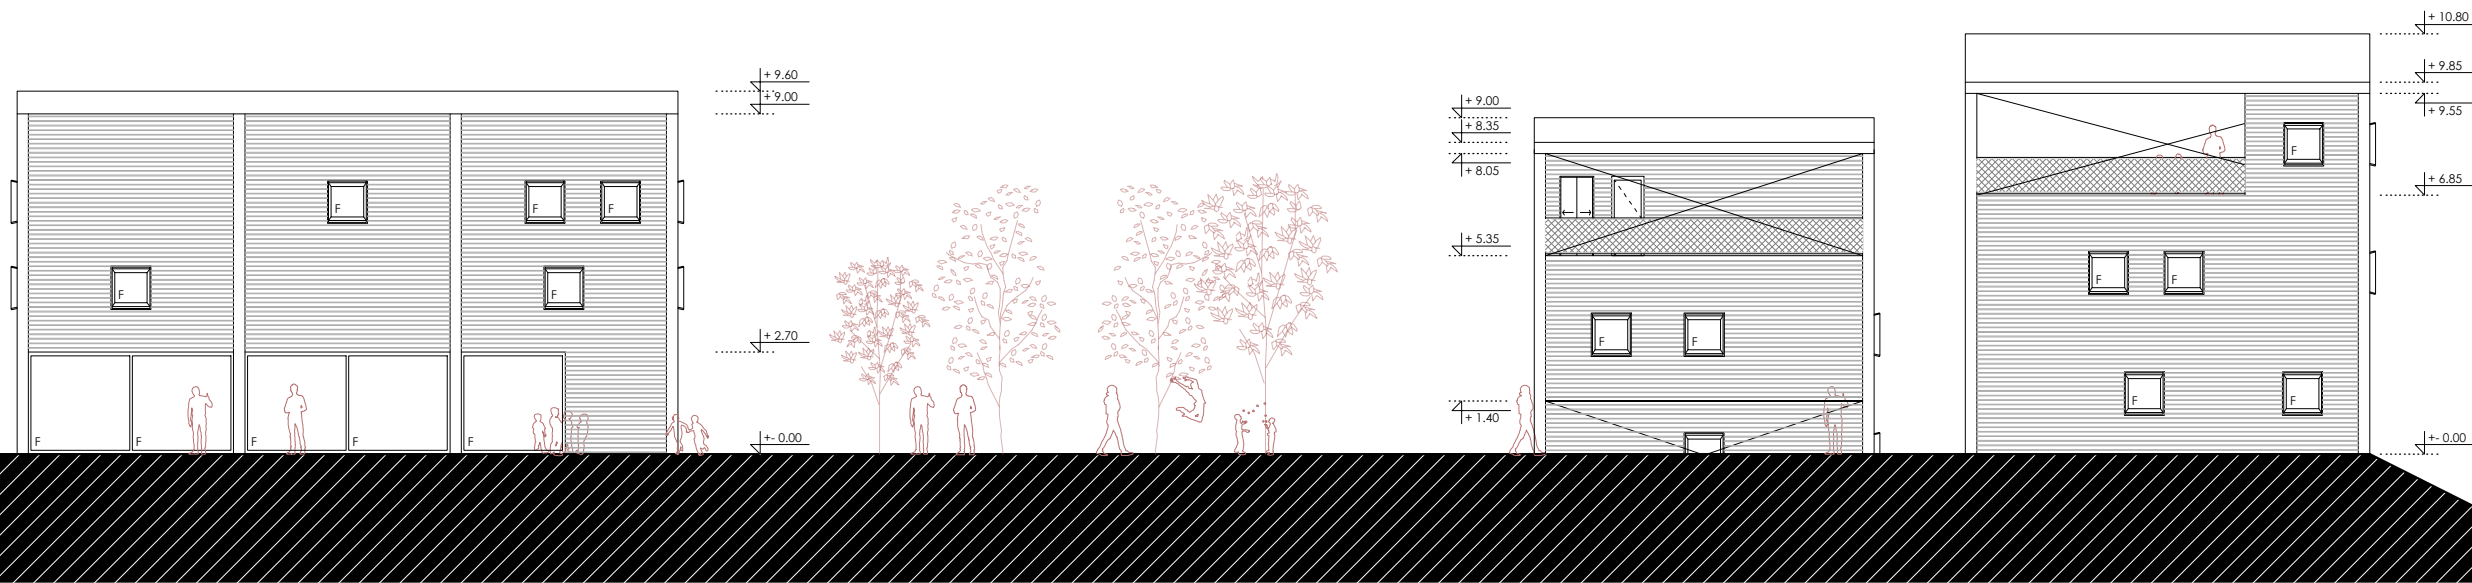 + 10.80
+ 9.85
+ 9.60
+ 9.00
+ 9.00
+ 9.55
+ 8.35
F
+ 8.05
+ 6.85
F
F
F
+ 5.35
F
F
F
F
+ 2.70
F
F
F
F
+ 1.40
F
F
F
F
F
+- 0.00
+- 0.00